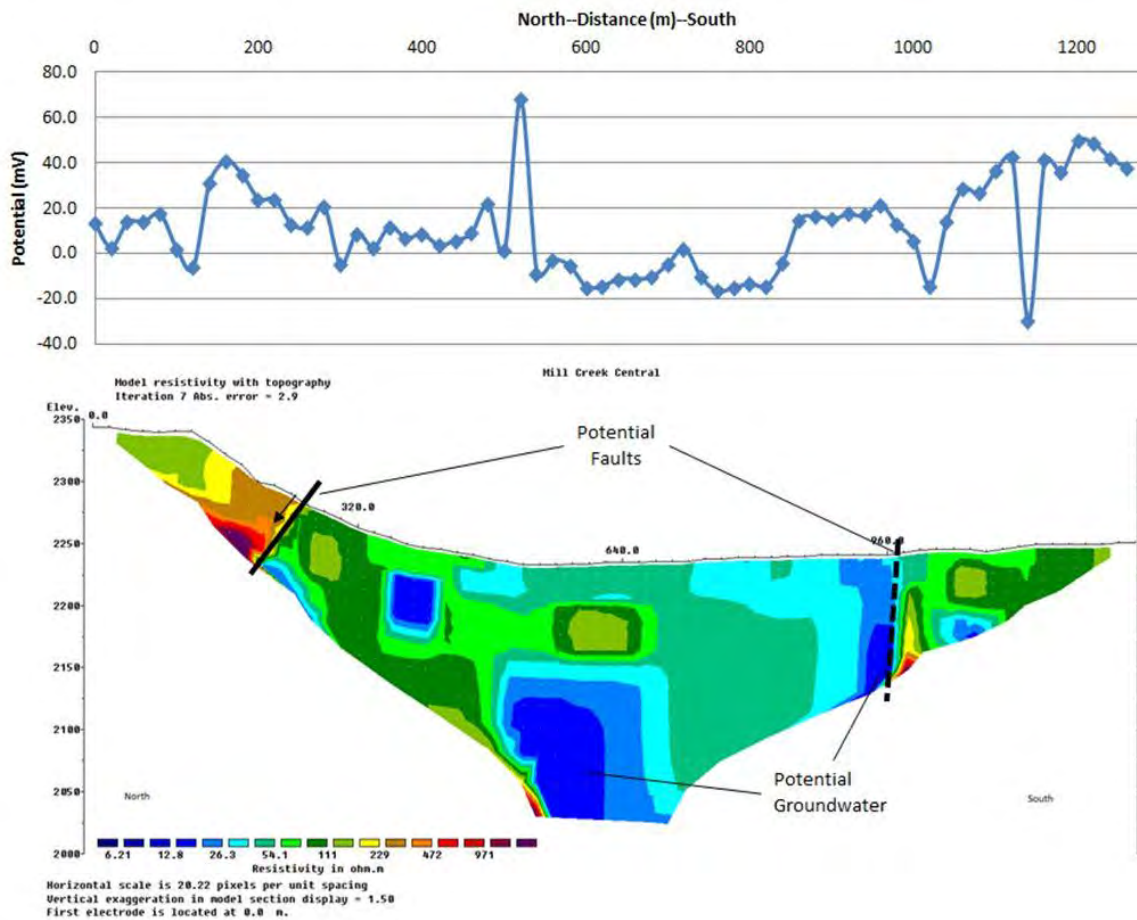 North--Distance (m)--South
0 200 400 600 800 1000 1200
80.0
60.0
40.0
20.0
0.0
-20.0
-40.0
Potential (mV)
Mill Creek Central
Model resistivity with topography
Iteration 7 Abs. error = 2.9
Elev.
0.0
2350
2300
2250
2200
2150
2100
2050
2000
Potential
Faults
320.0
640.0
960.0
Potential
Groundwater
North
South
6.21 12.8 26.3 54.1 111 229 472 971
Resistivity in ohm.m
Horizontal scale is 20.22 pixels per unit spacing
Vertical exaggeration in model section display = 1.50
First electrode is located at 0.0 m.